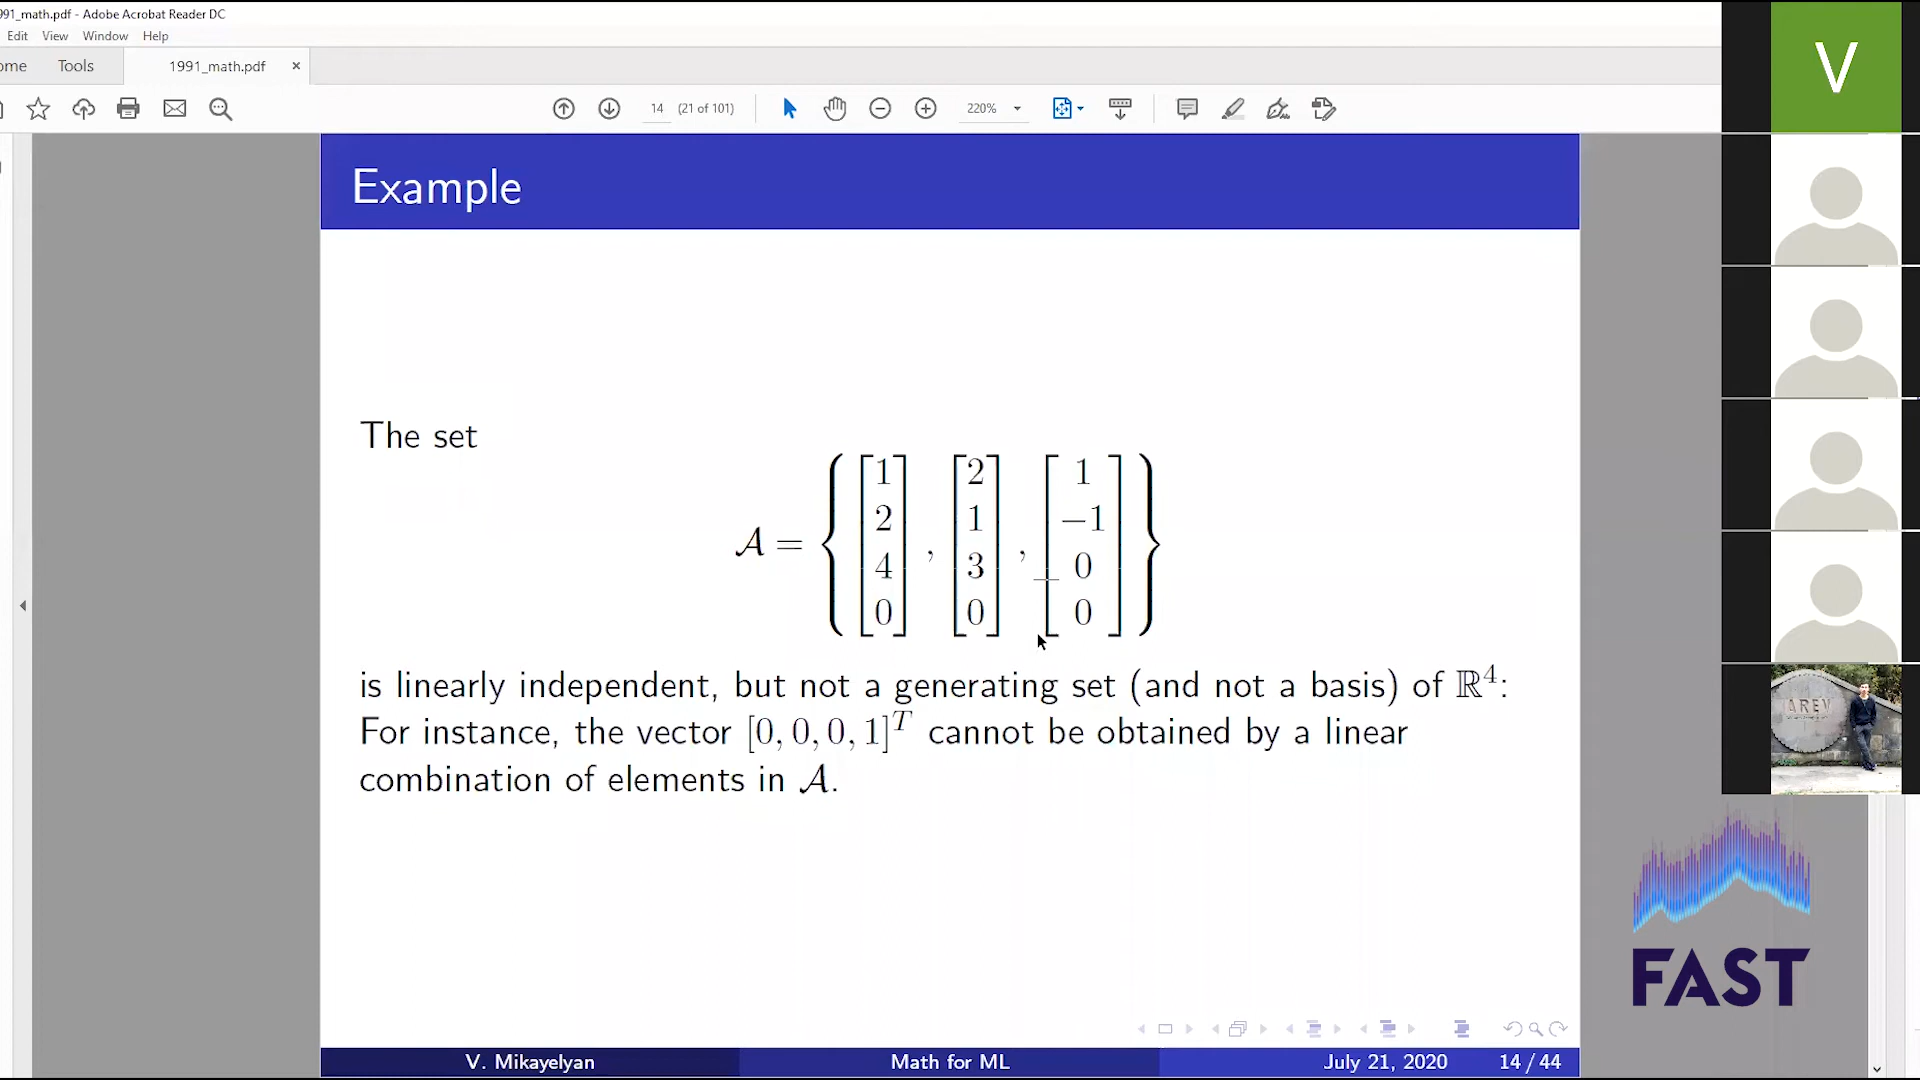 991_math.pdf - Adobe Acrobat Reader DC
Edit View Window Help
ome Tools 1991_math.pdf ×
14 (21 of 101) 220%
Example
The set
𝒜 = { [1 2 4 0], [2 1 3 0], [1 −1 0 0] }
is linearly independent, but not a generating set (and not a basis) of ℝ⁴:
For instance, the vector [0, 0, 0, 1]ᵀ cannot be obtained by a linear
combination of elements in 𝒜.
V. Mikayelyan Math for ML July 21, 2020 14 / 44
V
AREV
FAST